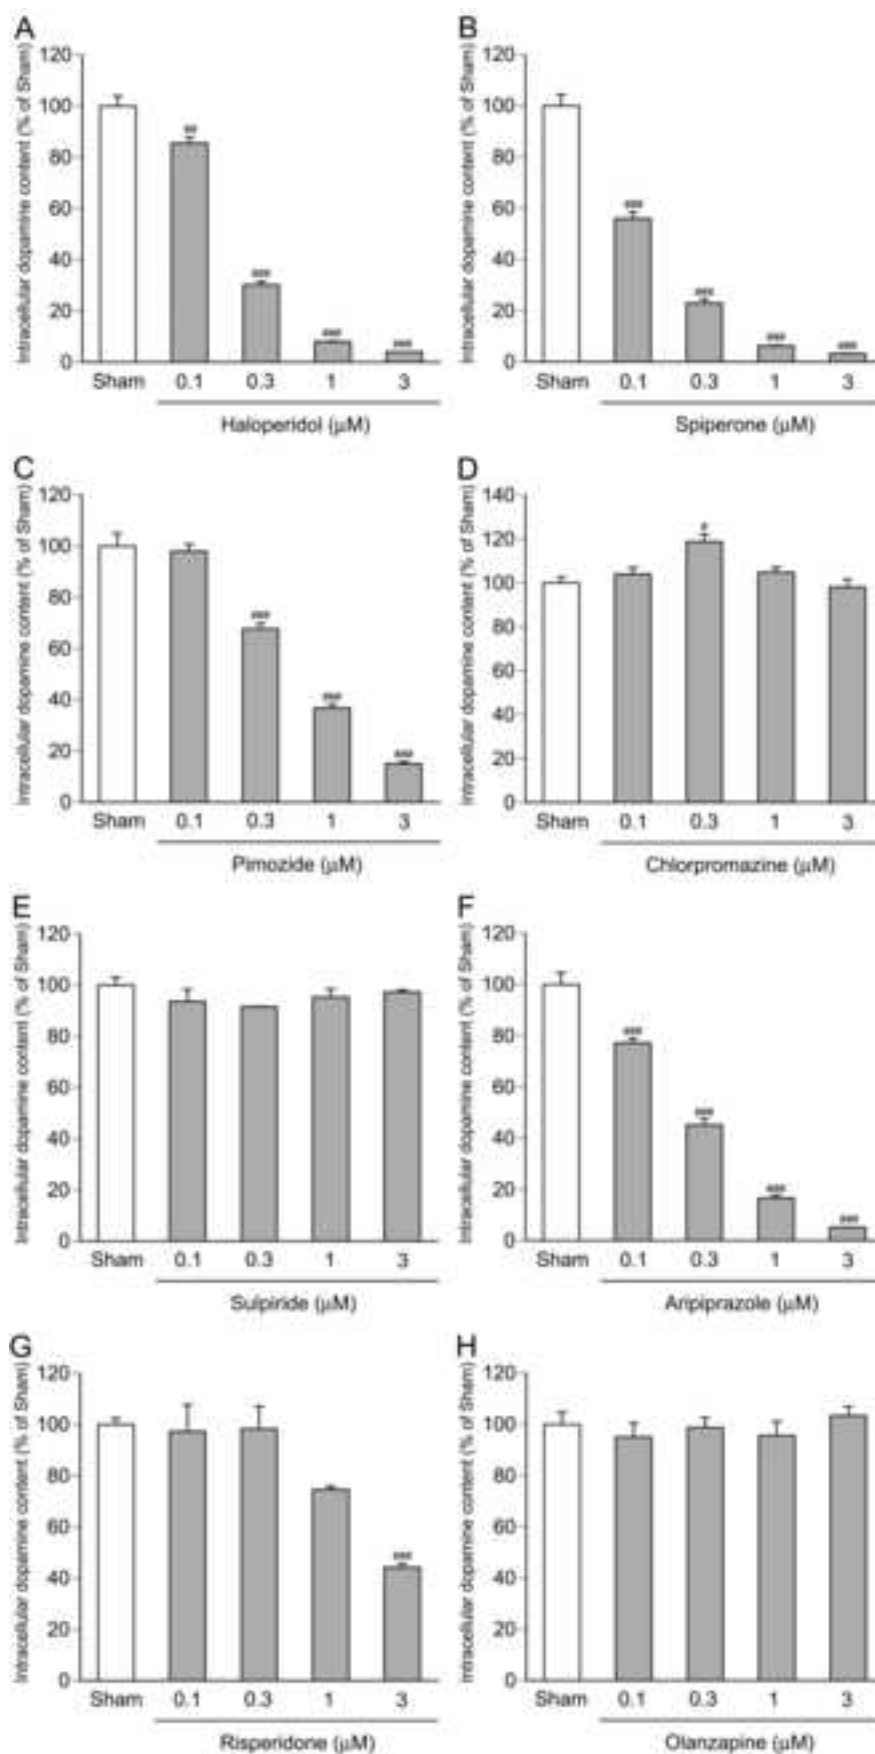 A
Intracellular dopamine content (% of Sham)
120
100
80
60
40
20
0
##
###
###
###
Sham 0.1 0.3 1 3
Haloperidol (μM)
B
Intracellular dopamine content (% of Sham)
120
100
80
60
40
20
0
###
###
###
###
Sham 0.1 0.3 1 3
Spiperone (μM)
C
Intracellular dopamine content (% of Sham)
120
100
80
60
40
20
0
###
###
###
Sham 0.1 0.3 1 3
Pimozide (μM)
D
Intracellular dopamine content (% of Sham)
140
120
100
80
60
40
20
0
#
Sham 0.1 0.3 1 3
Chlorpromazine (μM)
E
Intracellular dopamine content (% of Sham)
120
100
80
60
40
20
0
Sham 0.1 0.3 1 3
Sulpiride (μM)
F
Intracellular dopamine content (% of Sham)
120
100
80
60
40
20
0
###
###
###
###
Sham 0.1 0.3 1 3
Aripiprazole (μM)
G
Intracellular dopamine content (% of Sham)
120
100
80
60
40
20
0
###
Sham 0.1 0.3 1 3
Risperidone (μM)
H
Intracellular dopamine content (% of Sham)
120
100
80
60
40
20
0
Sham 0.1 0.3 1 3
Olanzapine (μM)